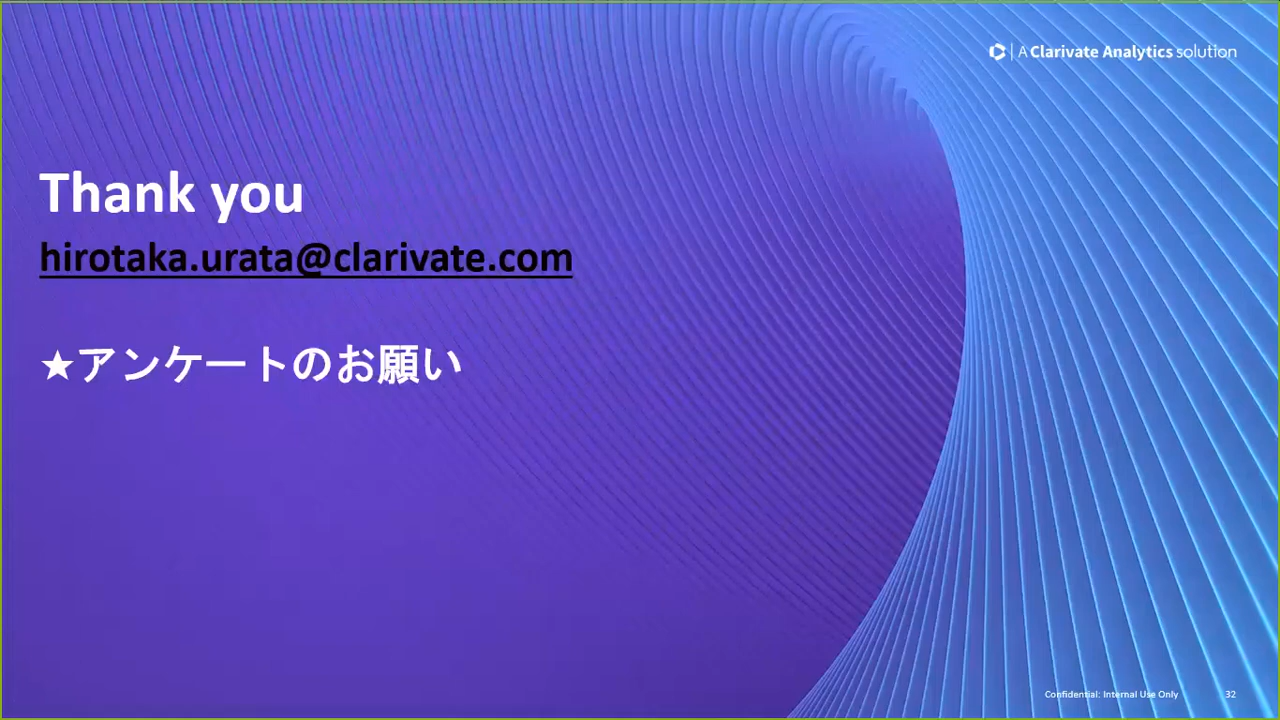 A Clarivate Analytics solution
Thank you
hirotaka.urata@clarivate.com
★アンケートのお願い
Confidential: Internal Use Only
32